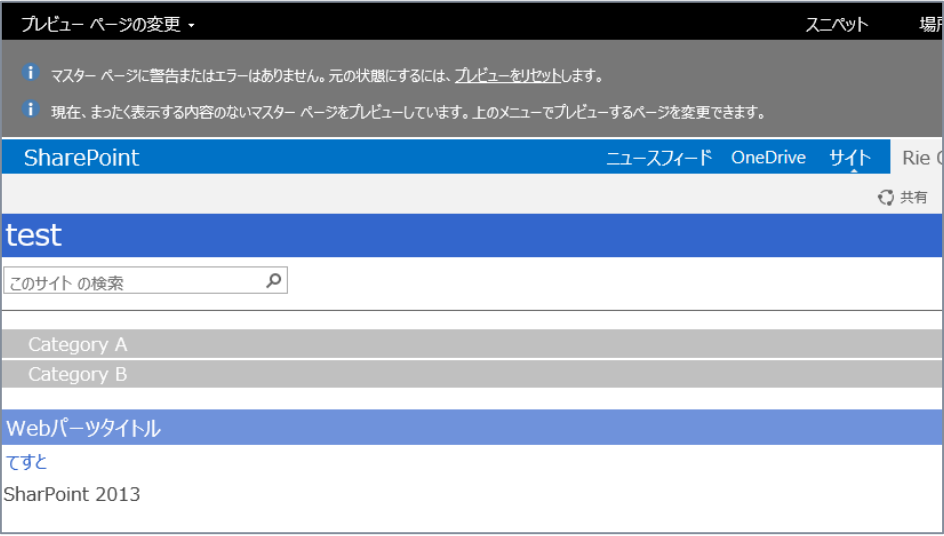 プレビュー ページの変更 スニペット
マスター ページに警告またはエラーはありません。元の状態にするには、プレビューをリセットします。
現在、まったく表示する内容のないマスター ページをプレビューしています。上のメニューでプレビューするページを変更できます。
SharePoint ニュースフィード OneDrive サイト Rie
共有
test
このサイト の検索
Category A
Category B
Webパーツタイトル
てすと
SharPoint 2013